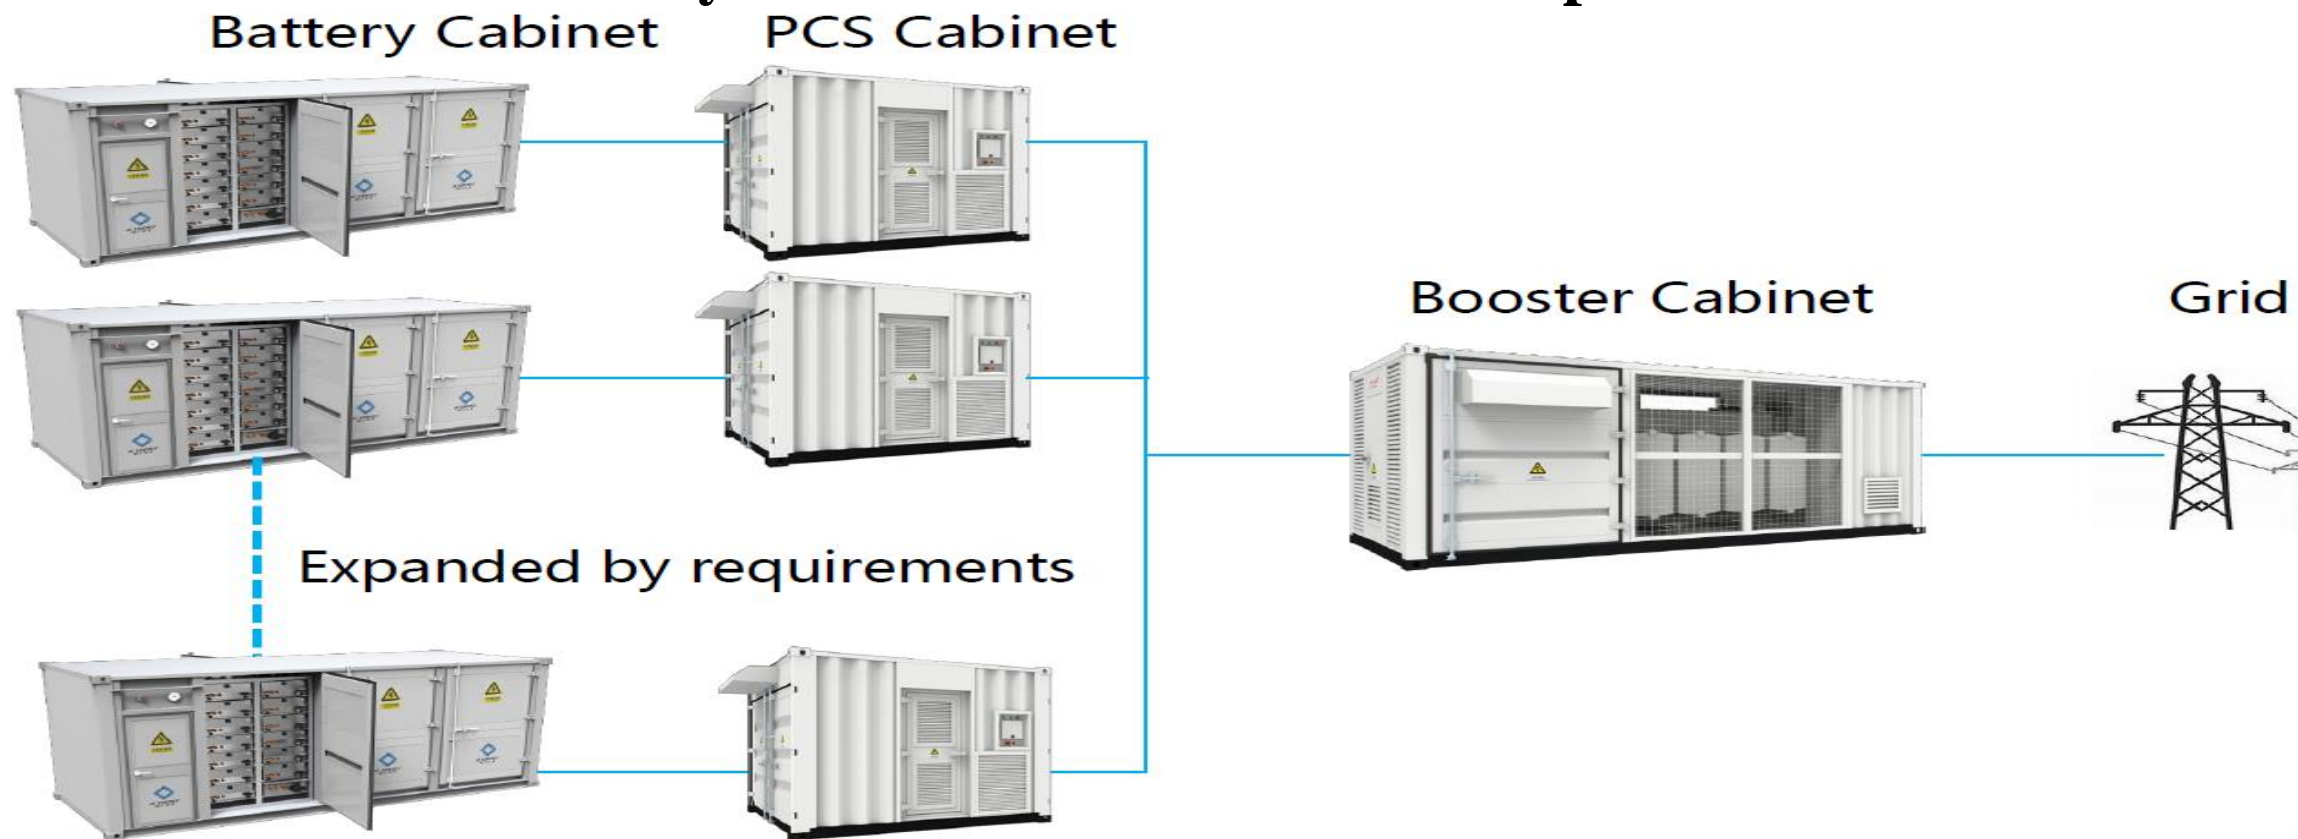 Battery Cabinet
PCS Cabinet
Booster Cabinet
Grid
Expanded by requirements